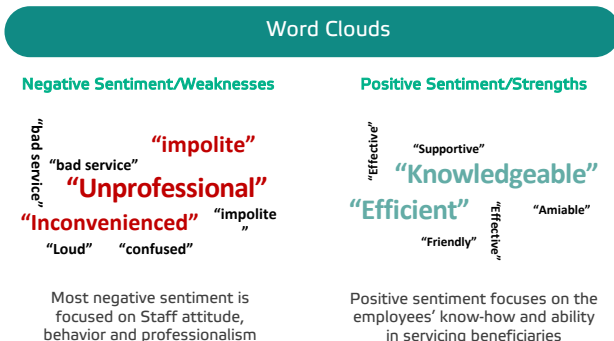 Word Clouds
Negative Sentiment/Weaknesses
“bad service”
“impolite”
“bad service”
“Unprofessional”
“Inconvenienced”
“impolite
”
“Loud”
“confused”
Most negative sentiment is
focused on Staff attitude,
behavior and professionalism
Positive Sentiment/Strengths
“Effective”
“Supportive”
“Knowledgeable”
“Efficient”
“Effective”
“Amiable”
“Friendly”
Positive sentiment focuses on the
employees’ know-how and ability
in servicing beneficiaries